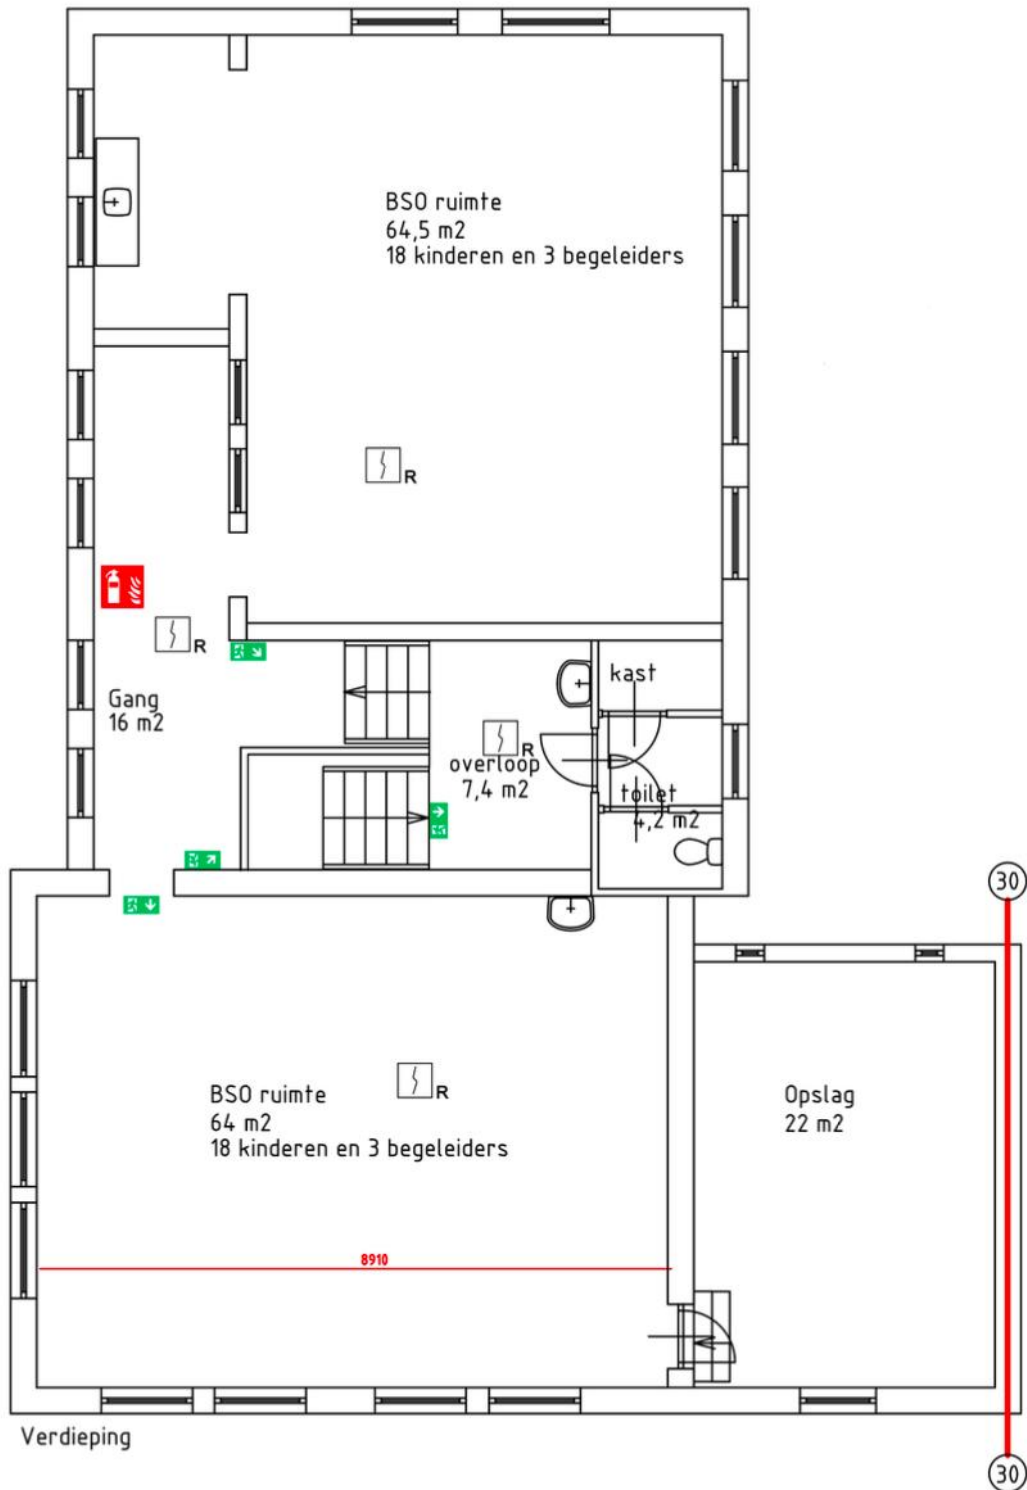 BSO ruimte
64,5 m2
18 kinderen en 3 begeleiders
R
R
Gang
16 m2
kast
R
overloop
7,4 m2
toilet
4,2 m2
30
BSO ruimte
64 m2
18 kinderen en 3 begeleiders
R
Opslag
22 m2
8910
Verdieping
30